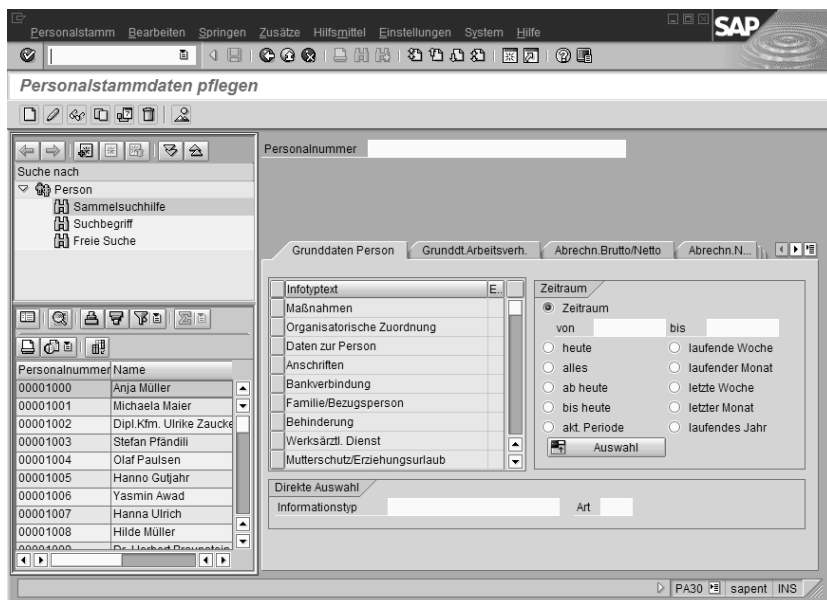 Personalstamm Bearbeiten Springen Zusätze Hilfsmittel Einstellungen System Hilfe
SAP
Personalstammdaten pflegen
Suche nach
Person
Sammelsuchhilfe
Suchbegriff
Freie Suche
Personalnummer Name
00001000 Anja Müller
00001001 Michaela Maier
00001002 Dipl.Kfm. Ulrike Zaucke
00001003 Stefan Pfändili
00001004 Olaf Paulsen
00001005 Hanno Gutjahr
00001006 Yasmin Awad
00001007 Hanna Ulrich
00001008 Hilde Müller
Personalnummer
Grunddaten Person Grunddt.Arbeitsverh. Abrechn.Brutto/Netto Abrechn.N...
Infotyptext E..
Maßnahmen
Organisatorische Zuordnung
Daten zur Person
Anschriften
Bankverbindung
Familie/Bezugsperson
Behinderung
Werksärztl. Dienst
Mutterschutz/Erziehungsurlaub
Zeitraum
Zeitraum
von bis
heute laufende Woche
alles laufender Monat
ab heute letzte Woche
bis heute letzter Monat
akt. Periode laufendes Jahr
Auswahl
Direkte Auswahl
Informationstyp Art
PA30 sapent INS